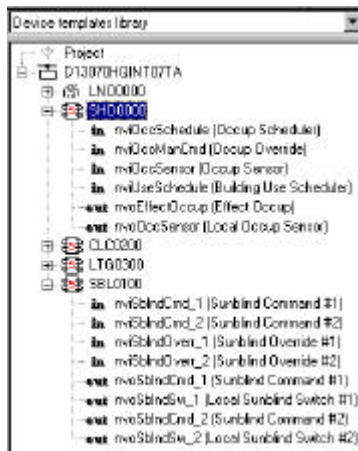 Device templates library
Project
D13070HGINT07TA
LNO0000
SHD0000
in nviOccSchedule (Occup Scheduler)
in nviOccManCmd (Occup Override)
in nviOccSensor (Occup Sensor)
in nviUseSchedule (Building Use Scheduler)
out nvoEffectOccup (Effect Occup)
out nvoOccSensor (Local Occup Sensor)
CLC0200
LTG0300
SBL0100
in nviSblndCmd_1 (Sunblind Command #1)
in nviSblndCmd_2 (Sunblind Command #2)
in nviSblndOverr_1 (Sunblind Override #1)
in nviSblndOverr_2 (Sunblind Override #2)
out nvoSblndCmd_1 (Sunblind Command #1)
out nvoSblndSw_1 (Local Sunblind Switch #1)
out nvoSblndCmd_2 (Sunblind Command #2)
out nvoSblndSw_2 (Local Sunblind Switch #2)